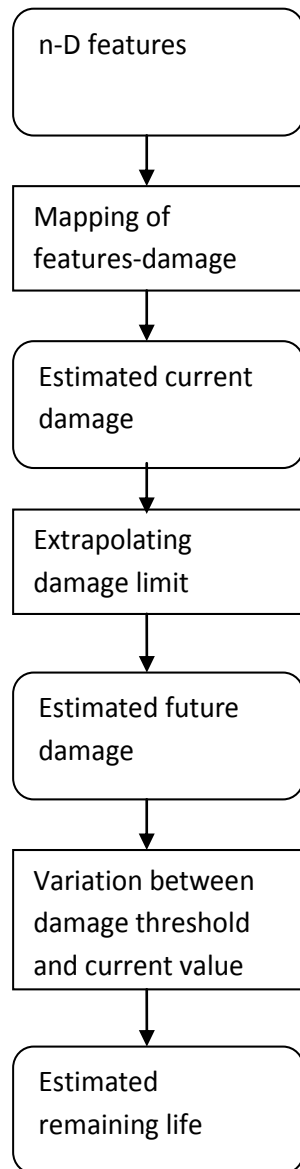 n-D features
Mapping of
features-damage
Estimated current
damage
Extrapolating
damage limit
Estimated future
damage
Variation between
damage threshold
and current value
Estimated
remaining life